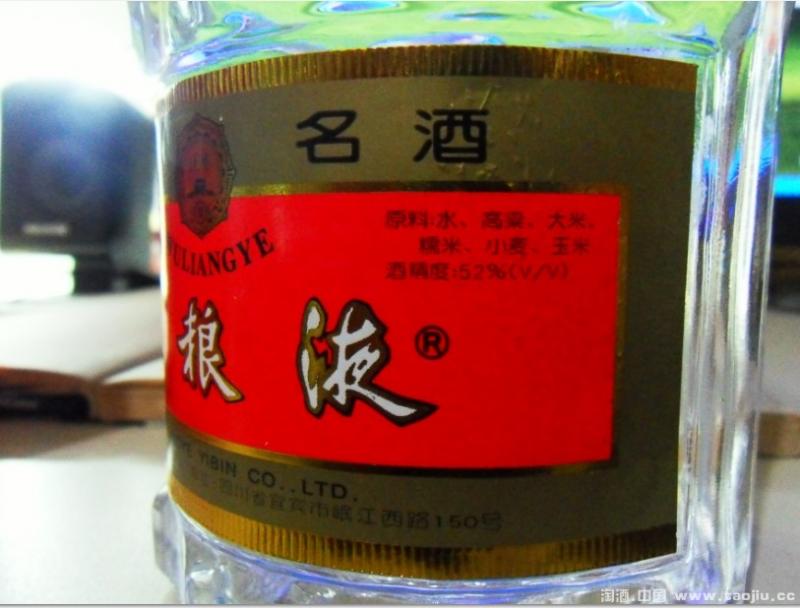 名酒
WULIANGYE
原料:水、高粱、大米、
糯米、小麦、玉米
酒精度:52%(V/V)
粮液®
YIBIN CO.,LTD.
四川省宜宾市岷江西路150号
淘酒.中国 www.taojiu.cc